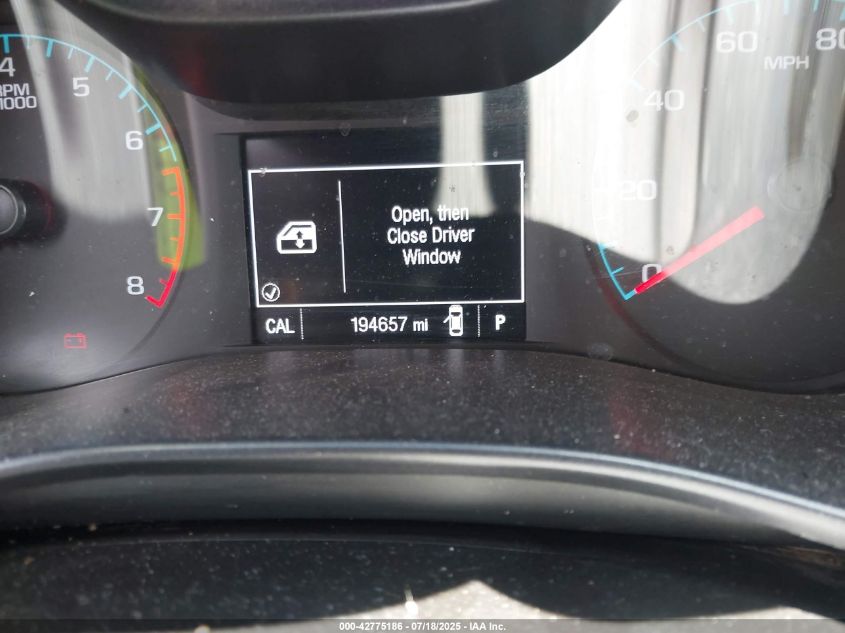 4
5
6
7
8
RPM
1000
Open, then
Close Driver
Window
CAL 194657 mi P
0
20
40
60
80
MPH
000-42775186 - 07/18/2025 - IAA Inc.